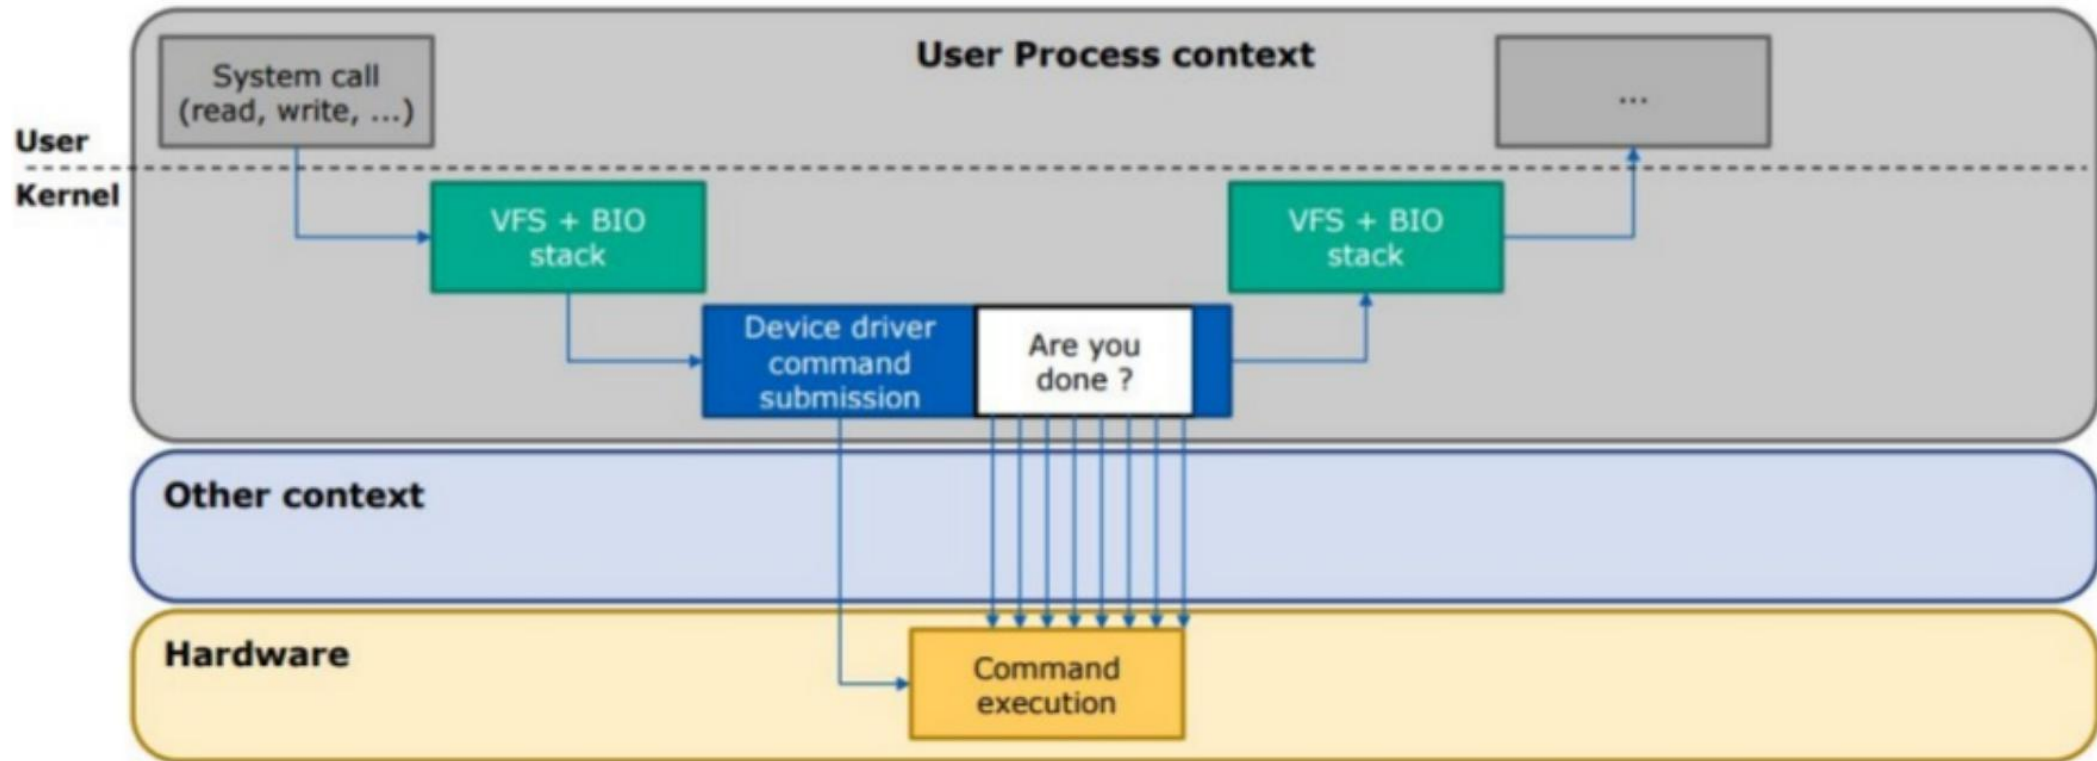 User Process context
System call
(read, write, ...)
...
User
Kernel
VFS + BIO
stack
VFS + BIO
stack
Device driver
command
submission
Are you
done ?
Other context
Hardware
Command
execution